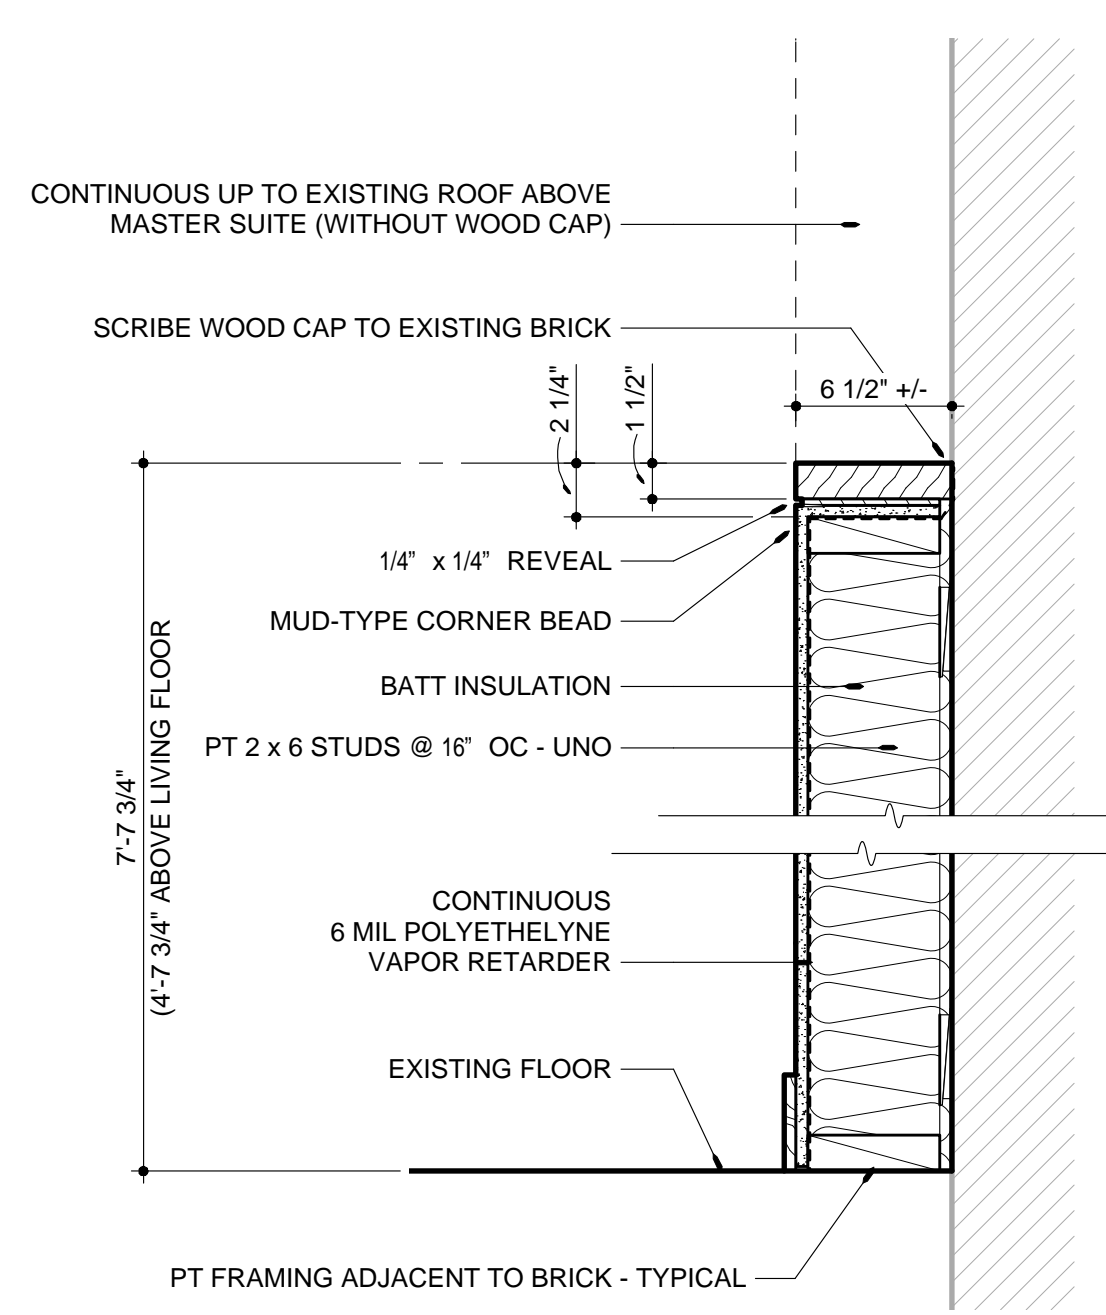 CONTINUOUS UP TO EXISTING ROOF ABOVE
MASTER SUITE (WITHOUT WOOD CAP)
SCRIBE WOOD CAP TO EXISTING BRICK
2 1/4"
1 1/2"
6 1/2" +/-
1/4” x 1/4” REVEAL
MUD-TYPE CORNER BEAD
BATT INSULATION
PT 2 x 6 STUDS @ 16” OC - UNO
7'-7 3/4"
(4'-7 3/4" ABOVE LIVING FLOOR
CONTINUOUS
6 MIL POLYETHELYNE
VAPOR RETARDER
EXISTING FLOOR
PT FRAMING ADJACENT TO BRICK - TYPICAL